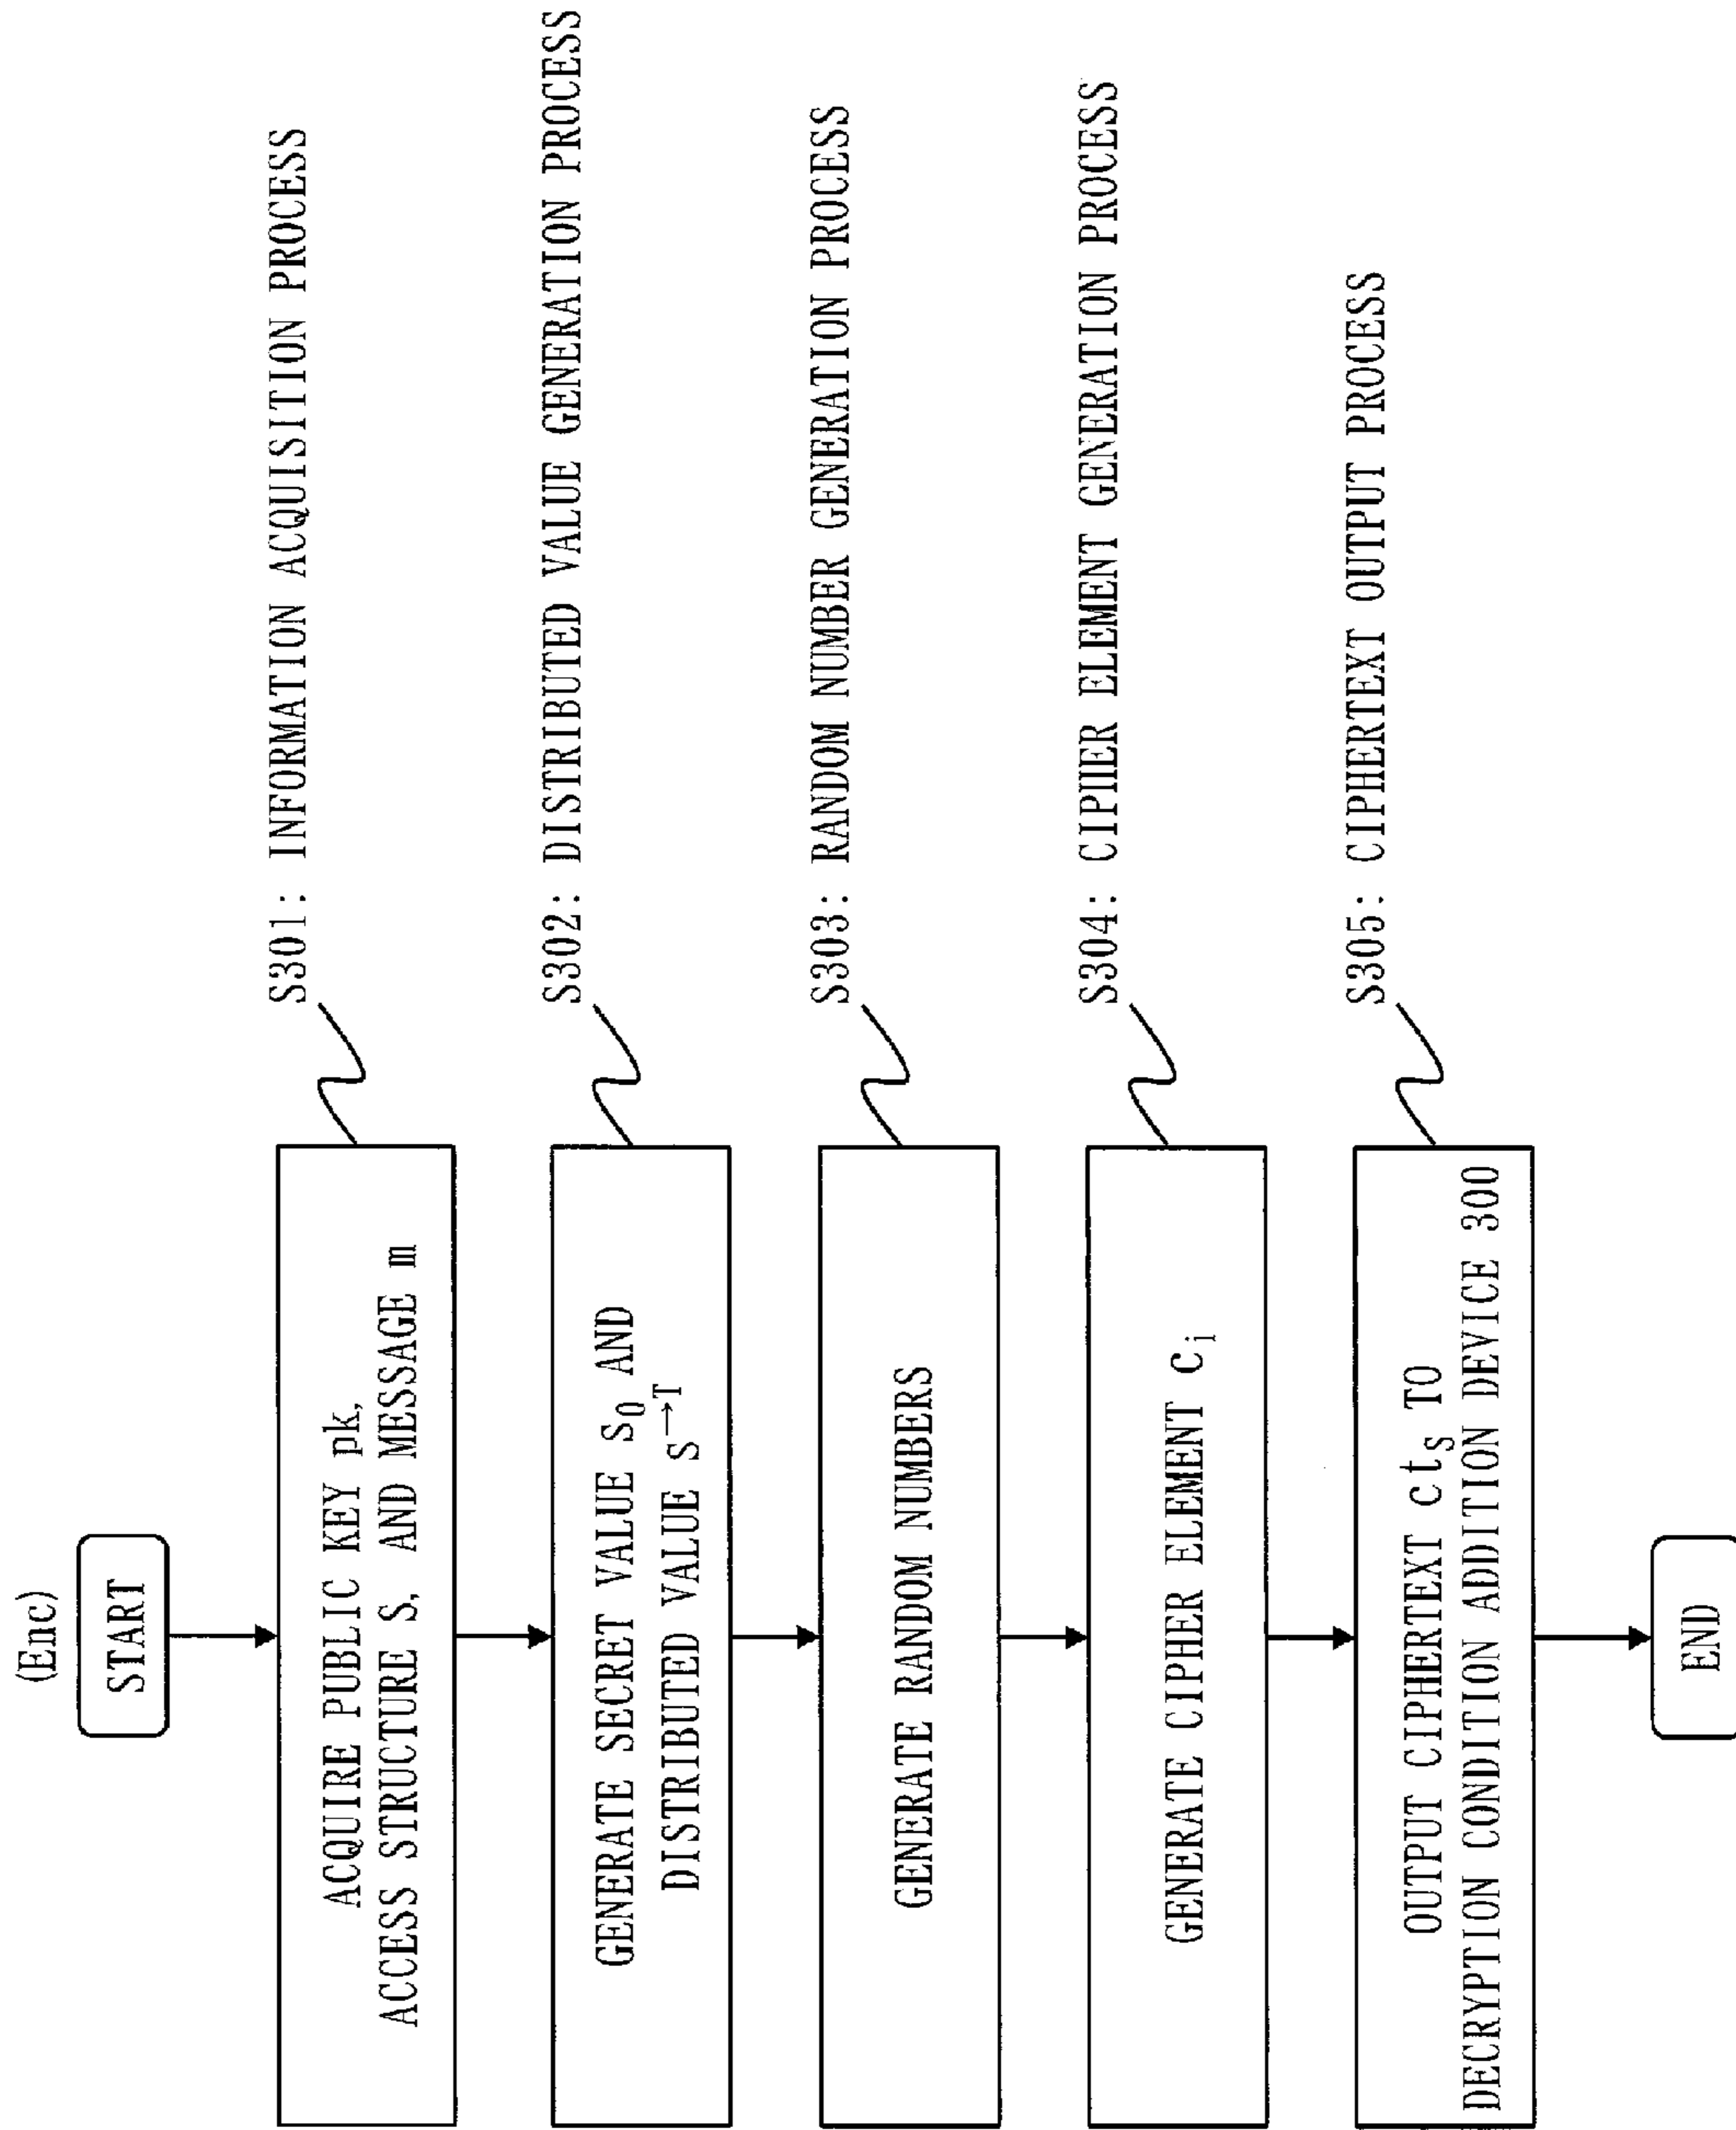 (Enc)
START
ACQUIRE PUBLIC KEY pk,
ACCESS STRUCTURE S, AND MESSAGE m
S301: INFORMATION ACQUISITION PROCESS
GENERATE SECRET VALUE s₀ AND
DISTRIBUTED VALUE s→T
S302: DISTRIBUTED VALUE GENERATION PROCESS
GENERATE RANDOM NUMBERS
S303: RANDOM NUMBER GENERATION PROCESS
GENERATE CIPHER ELEMENT cᵢ
S304: CIPHER ELEMENT GENERATION PROCESS
OUTPUT CIPHERTEXT ctₛ TO
DECRYPTION CONDITION ADDITION DEVICE 300
S305: CIPHERTEXT OUTPUT PROCESS
END